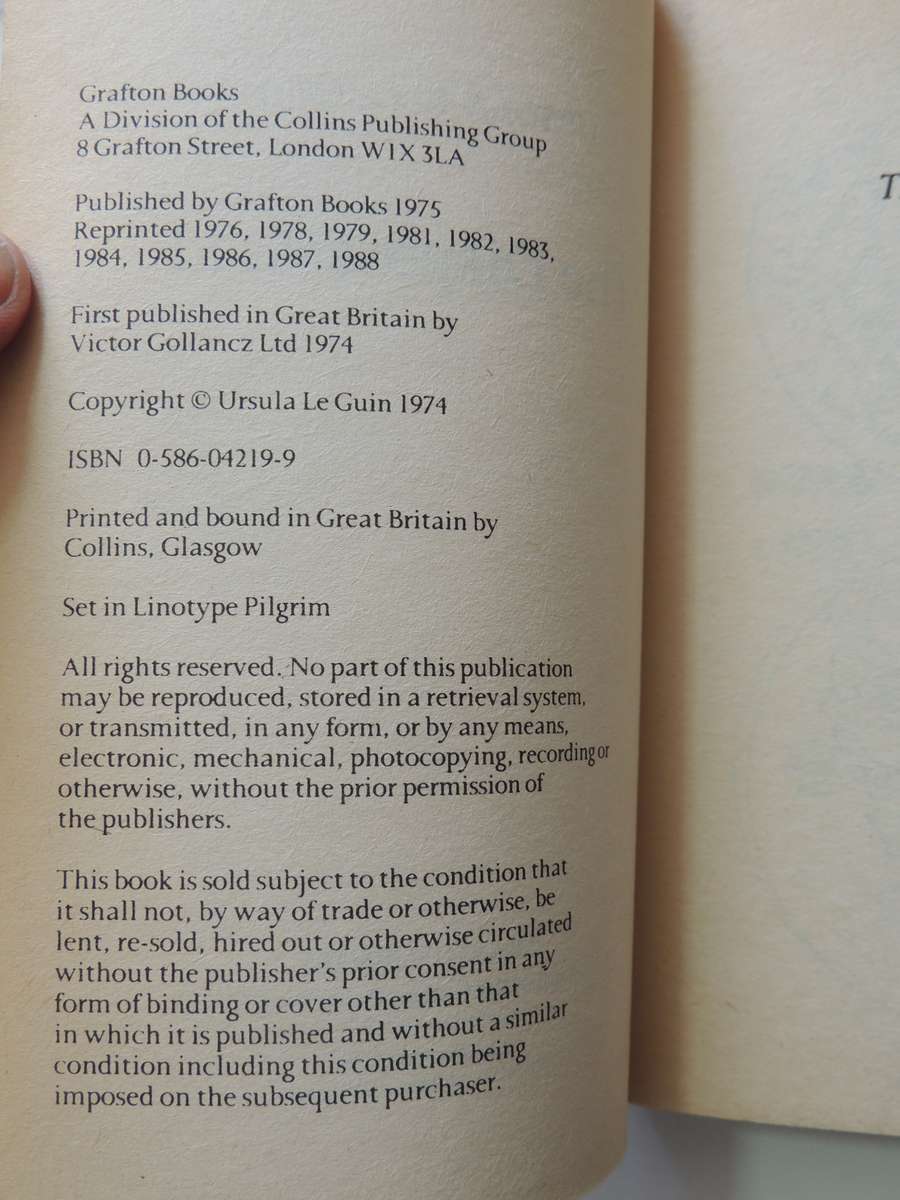 Grafton Books
A Division of the Collins Publishing Group
8 Grafton Street, London W1X 3LA
Published by Grafton Books 1975
Reprinted 1976, 1978, 1979, 1981, 1982, 1983,
1984, 1985, 1986, 1987, 1988
First published in Great Britain by
Victor Gollancz Ltd 1974
Copyright © Ursula Le Guin 1974
ISBN 0-586-04219-9
Printed and bound in Great Britain by
Collins, Glasgow
Set in Linotype Pilgrim
All rights reserved. No part of this publication
may be reproduced, stored in a retrieval system,
or transmitted, in any form, or by any means,
electronic, mechanical, photocopying, recording or
otherwise, without the prior permission of
the publishers.
This book is sold subject to the condition that
it shall not, by way of trade or otherwise, be
lent, re-sold, hired out or otherwise circulated
without the publisher's prior consent in any
form of binding or cover other than that
in which it is published and without a similar
condition including this condition being
imposed on the subsequent purchaser.
T